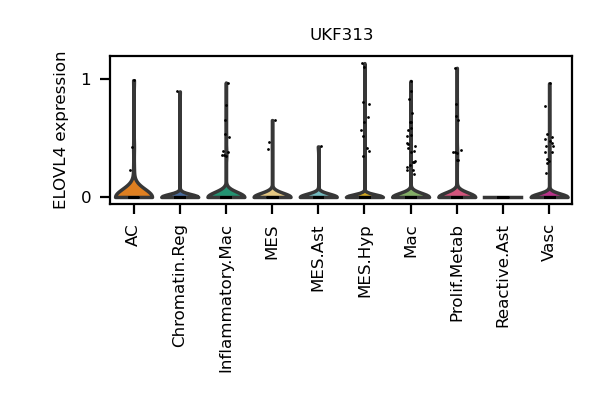 UKF313
ELOVL4 expression
1
0
AC
Chromatin.Reg
Inflammatory.Mac
MES
MES.Ast
MES.Hyp
Mac
Prolif.Metab
Reactive.Ast
Vasc